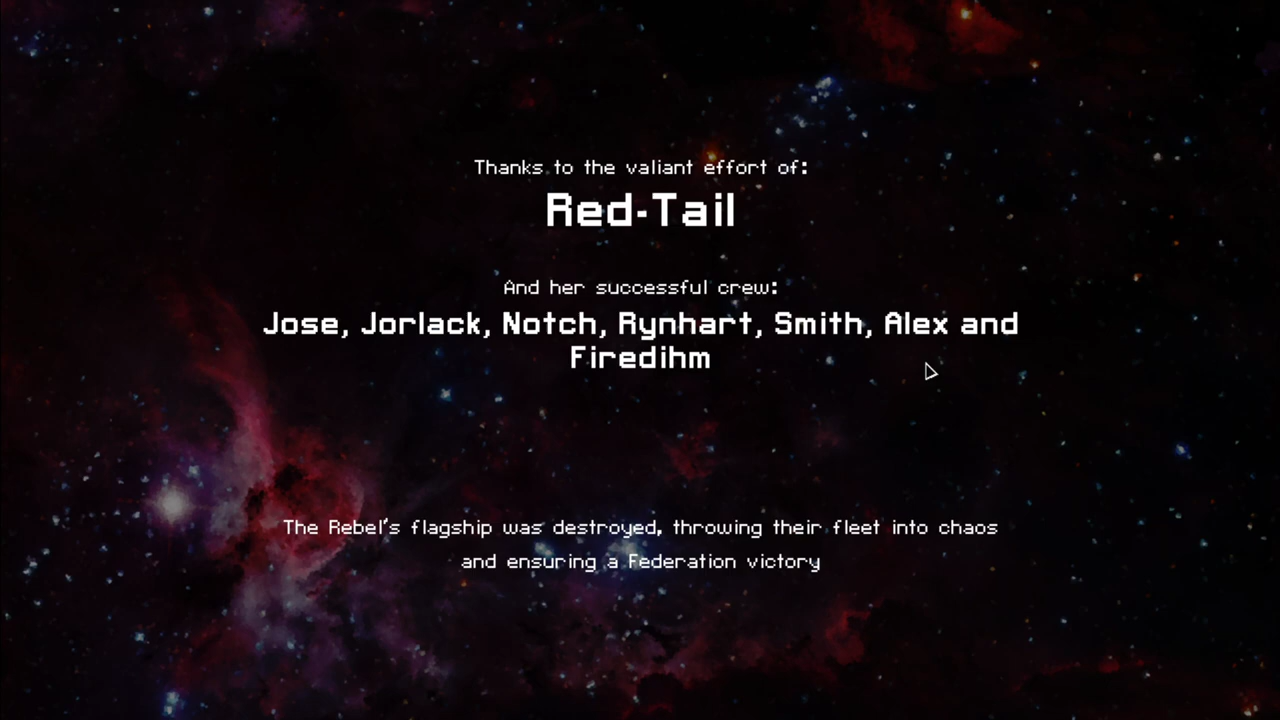 Thanks to the valiant effort of:
Red-Tail
And her successful crew:
Jose, Jorlack, Notch, Rynhart, Smith, Alex and
Firedihm
The Rebel's flagship was destroyed, throwing their fleet into chaos
and ensuring a Federation victory